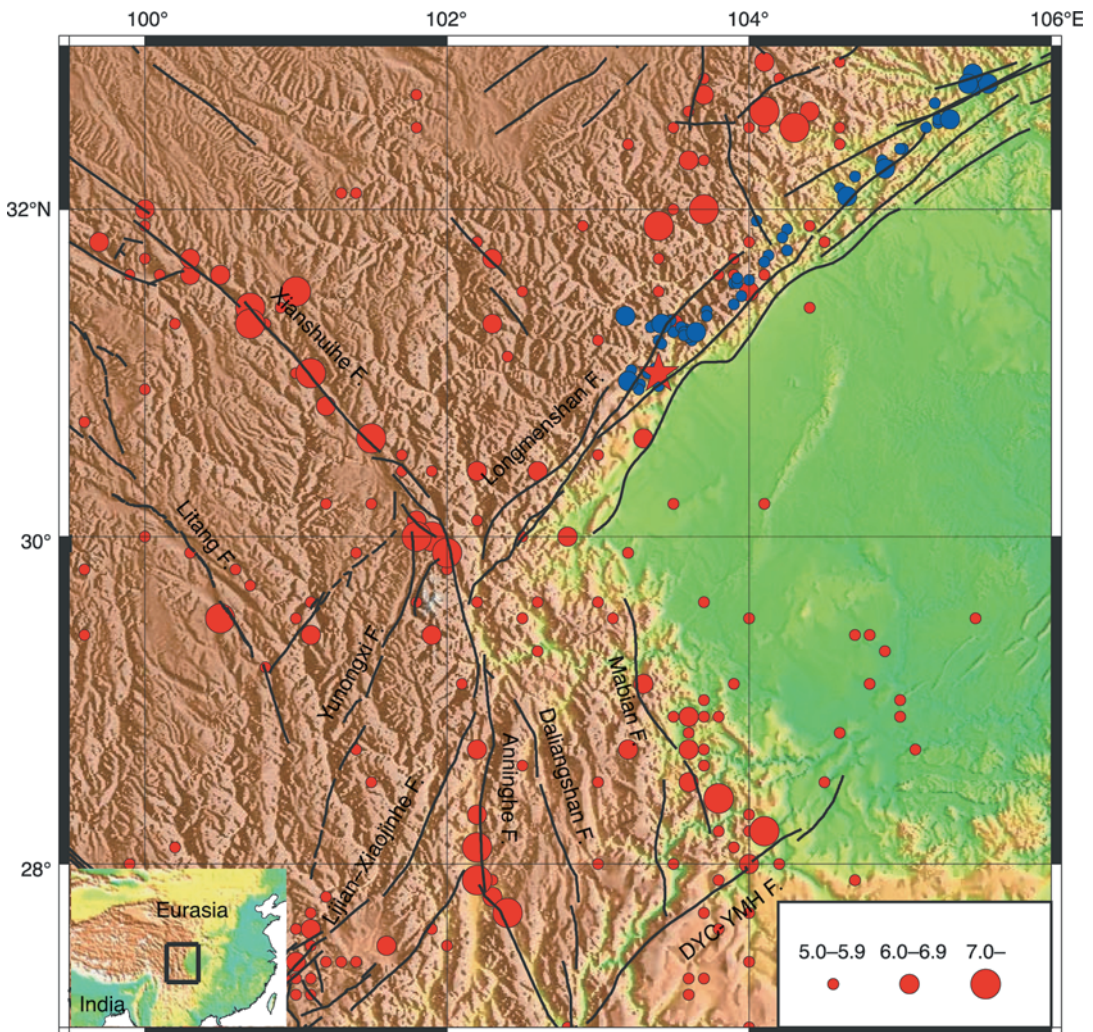 100°
102°
104°
106°E
32°N
30°
28°
F.
Xianshuihe F.
Longmenshan F.
Litang F.
Yunongxi F.
Mabian F.
Daliangshan F.
Anninghe F.
Lijian–Xiaojinhe F.
DYC-YMH F.
Eurasia
India
5.0–5.9 6.0–6.9 7.0–